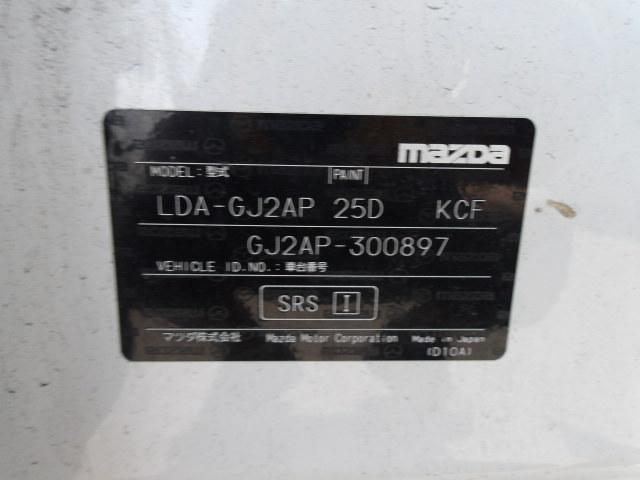 mazda
MODEL : 型式 PAINT
LDA-GJ2AP 25D KCF
GJ2AP-300897
VEHICLE ID.NO. : 車台番号
SRS I
マツダ株式会社 Mazda Motor Corporation Made in Japan
(D10A)